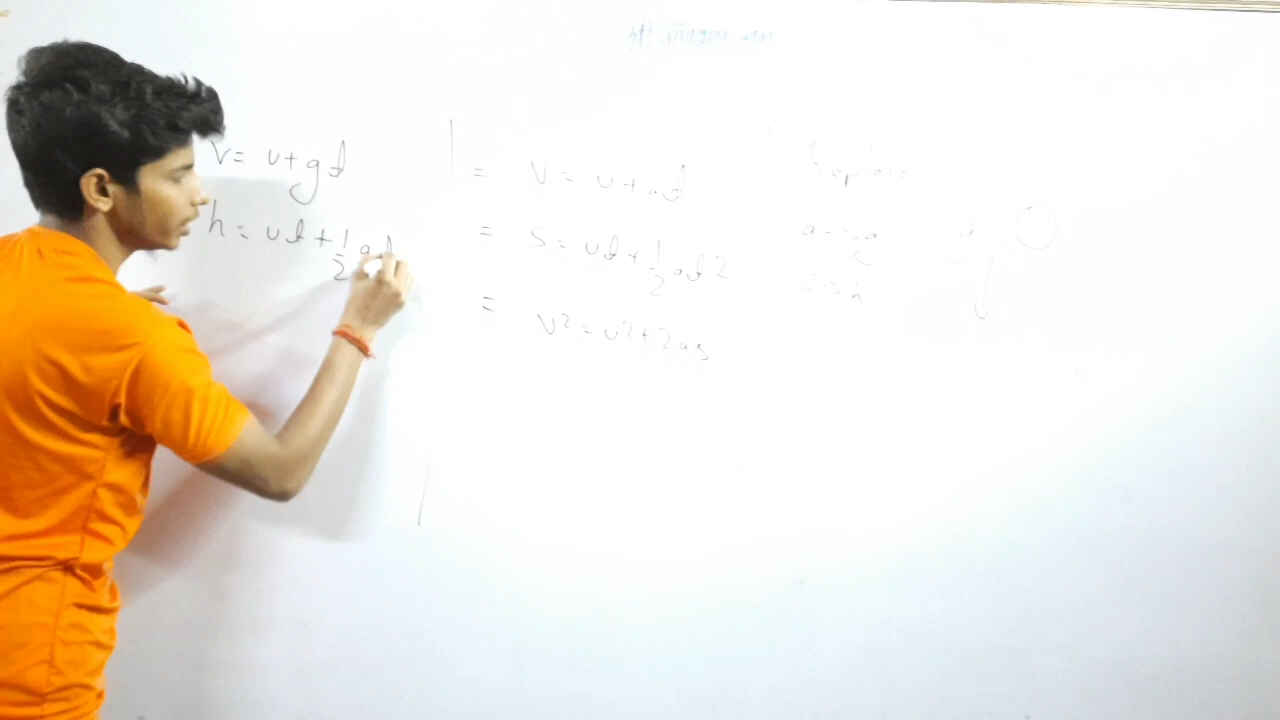 v = u + gt
h = ut + 1/2 at
= v = u + at
= s = ut + 1/2 at2
= v² = u² + 2as
Replace
a → g
s → h
g